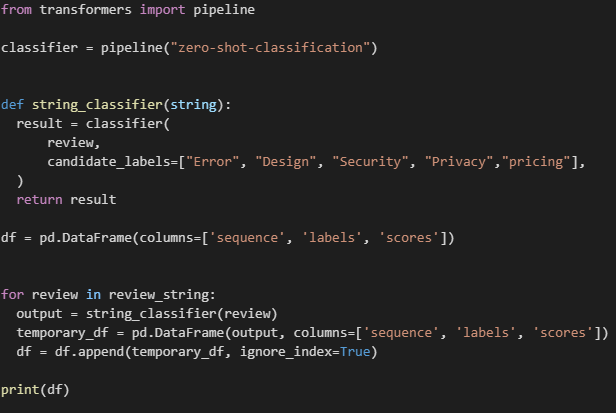 from transformers import pipeline
classifier = pipeline("zero-shot-classification")
def string_classifier(string):
  result = classifier(
      review,
      candidate_labels=["Error", "Design", "Security", "Privacy","pricing"],
  )
  return result
df = pd.DataFrame(columns=['sequence', 'labels', 'scores'])
for review in review_string:
  output = string_classifier(review)
  temporary_df = pd.DataFrame(output, columns=['sequence', 'labels', 'scores'])
  df = df.append(temporary_df, ignore_index=True)
print(df)